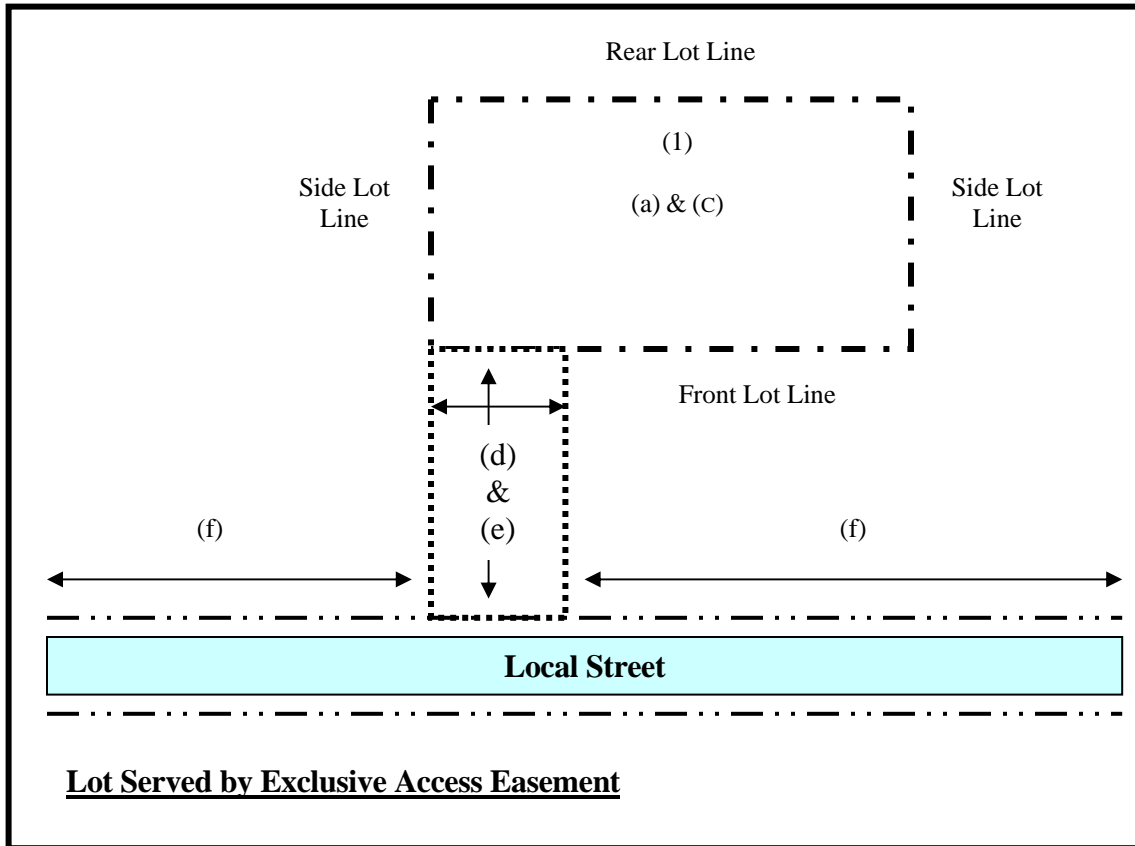 Rear Lot Line
(1)
Side Lot
Line
(a) & (C)
Side Lot
Line
Front Lot Line
(d)
&
(e)
(f)
(f)
Local Street
Lot Served by Exclusive Access Easement